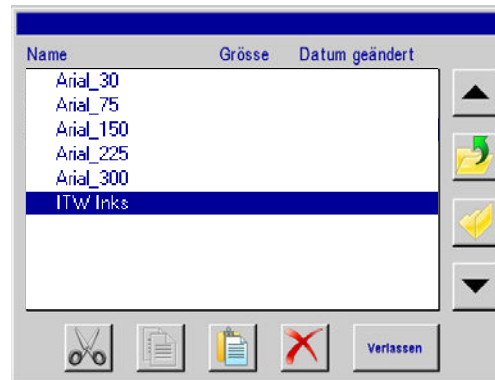 Name Grösse Datum geändert
Arial_30
Arial_75
Arial_150
Arial_225
Arial_300
ITW Inks
Verlassen